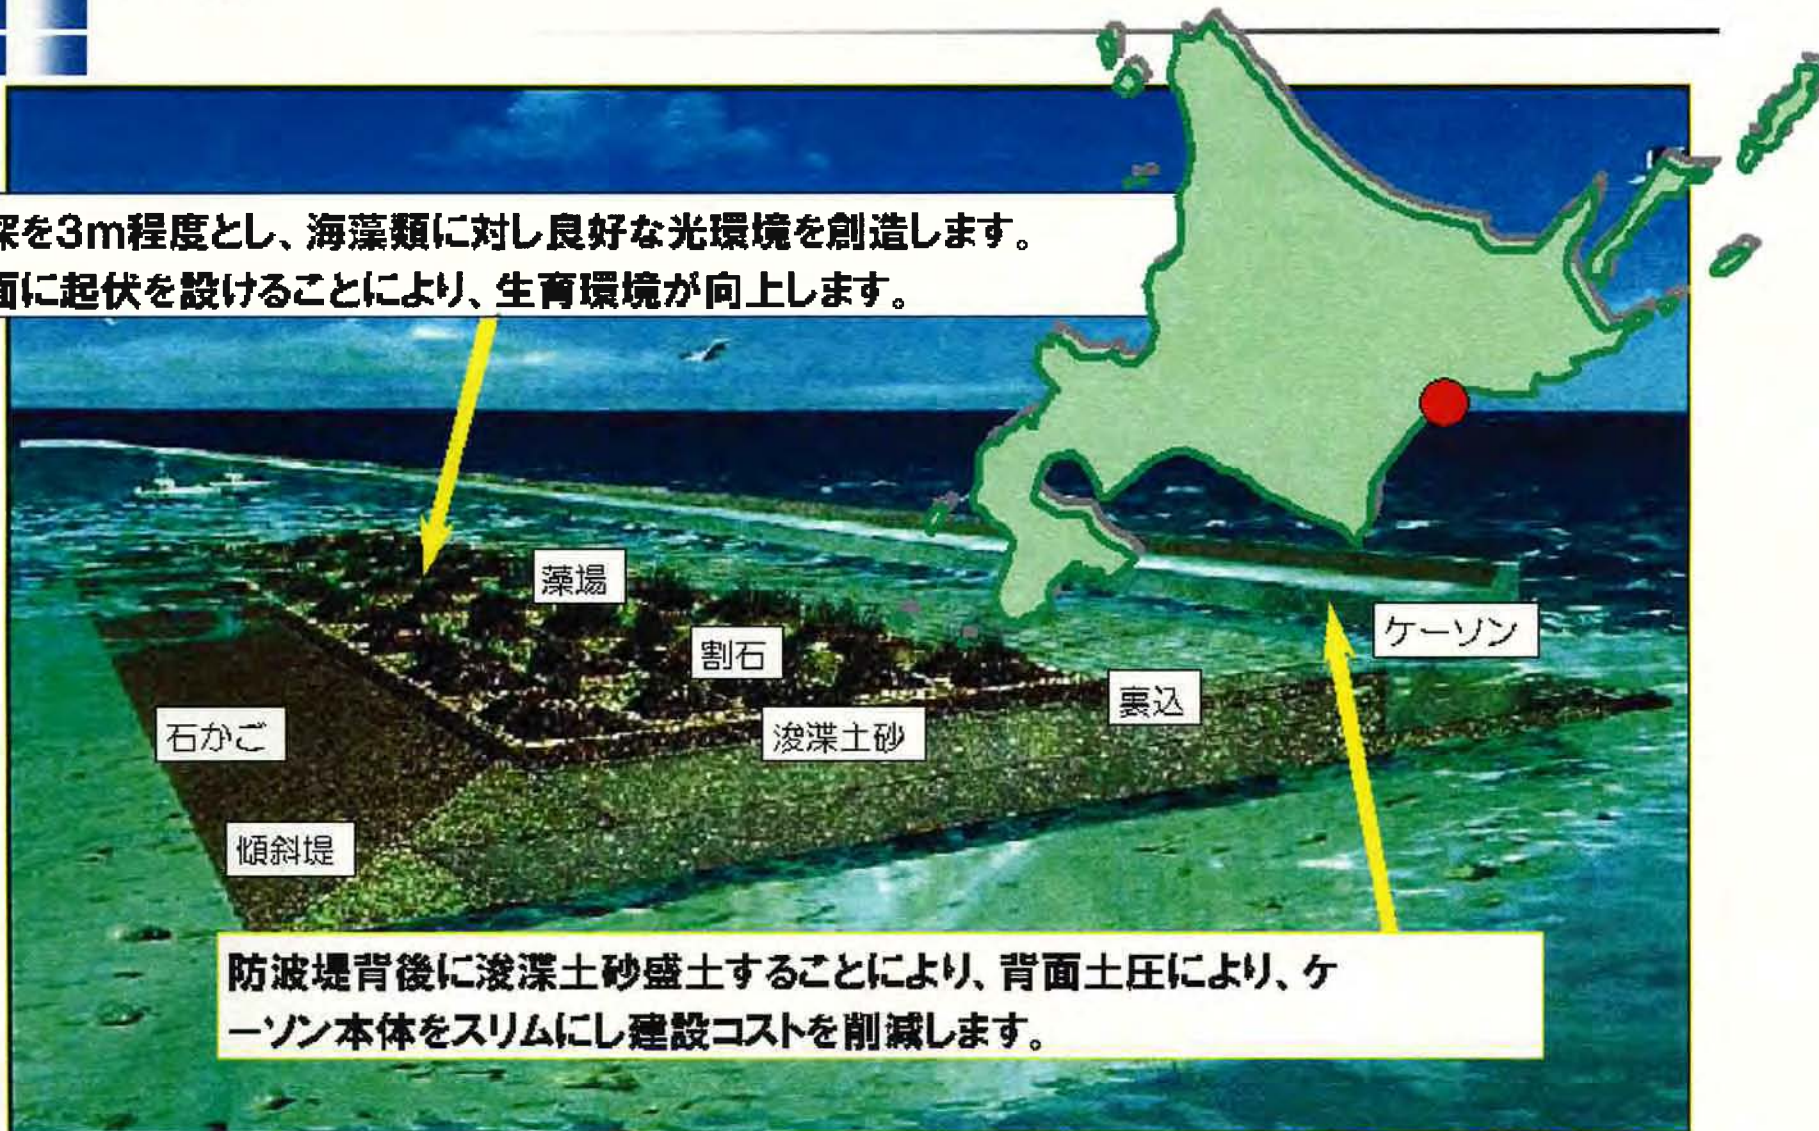 深を3m程度とし、海藻類に対し良好な光環境を創造します。
面に起伏を設けることにより、生育環境が向上します。
藻場
割石
ケーソン
裏込
石かご
浚渫土砂
傾斜堤
防波堤背後に浚渫土砂盛土することにより、背面土圧により、ケ
ーソン本体をスリムにし建設コストを削減します。